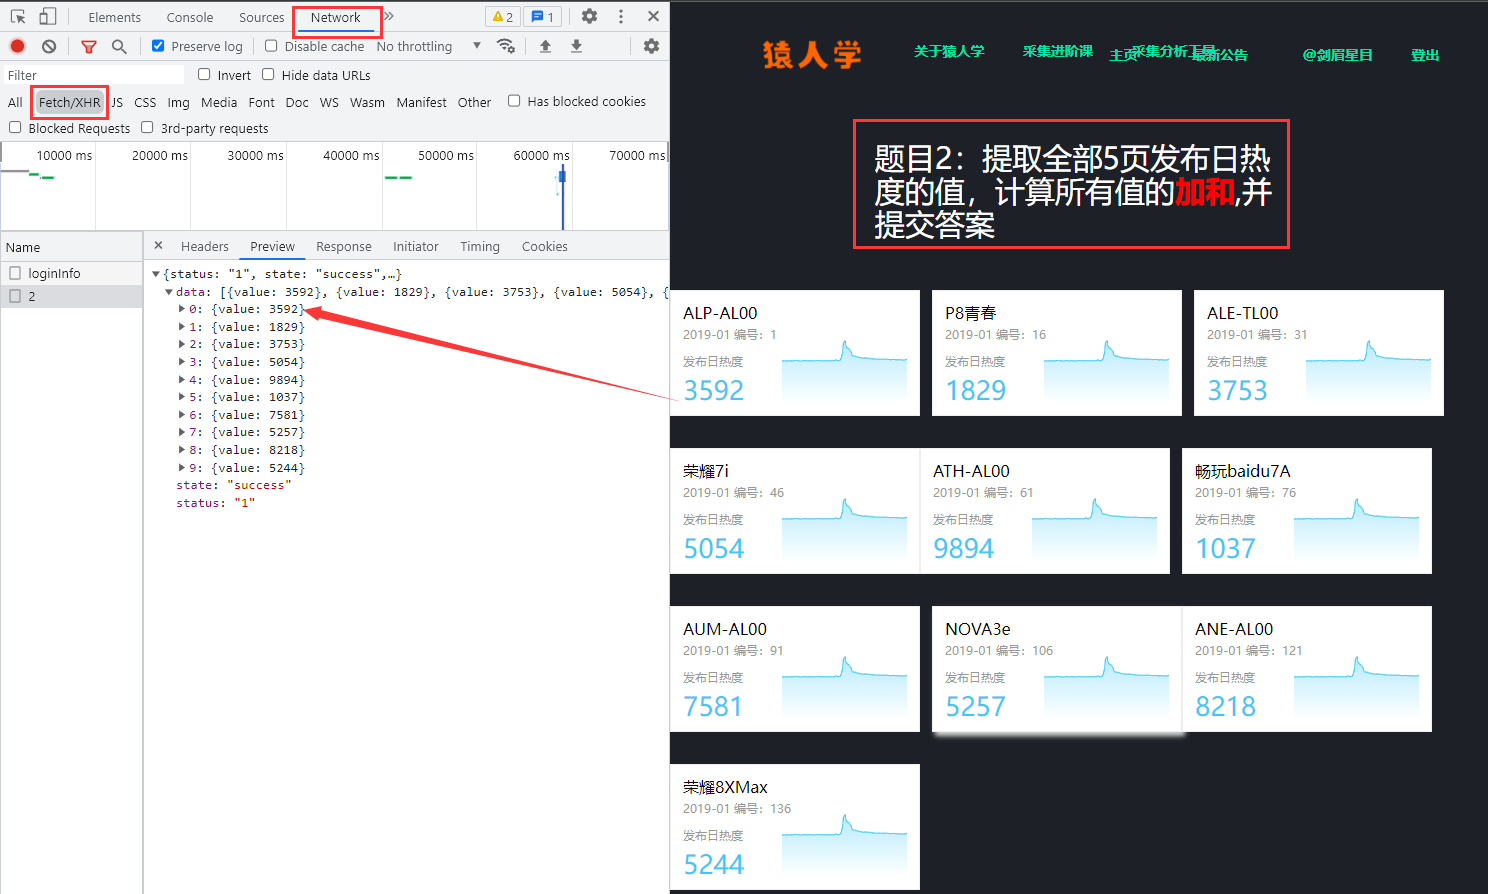 Elements Console Sources Network » 2 1
Preserve log Disable cache No throttling
Filter Invert Hide data URLs
All Fetch/XHR JS CSS Img Media Font Doc WS Wasm Manifest Other Has blocked cookies
Blocked Requests 3rd-party requests
10000 ms 20000 ms 30000 ms 40000 ms 50000 ms 60000 ms 70000 ms
Name
loginInfo
2
× Headers Preview Response Initiator Timing Cookies
{status: "1", state: "success",…}
data: [{value: 3592}, {value: 1829}, {value: 3753}, {value: 5054}, {
0: {value: 3592}
1: {value: 1829}
2: {value: 3753}
3: {value: 5054}
4: {value: 9894}
5: {value: 1037}
6: {value: 7581}
7: {value: 5257}
8: {value: 8218}
9: {value: 5244}
state: "success"
status: "1"
猿人学 关于猿人学 采集进阶课 主页 采集分析工具 最新公告 @剑眉星目 登出
题目2：提取全部5页发布日热
度的值，计算所有值的加和,并
提交答案
ALP-AL00
2019-01 编号：1
发布日热度
3592
P8青春
2019-01 编号：16
发布日热度
1829
ALE-TL00
2019-01 编号：31
发布日热度
3753
荣耀7i
2019-01 编号：46
发布日热度
5054
ATH-AL00
2019-01 编号：61
发布日热度
9894
畅玩baidu7A
2019-01 编号：76
发布日热度
1037
AUM-AL00
2019-01 编号：91
发布日热度
7581
NOVA3e
2019-01 编号：106
发布日热度
5257
ANE-AL00
2019-01 编号：121
发布日热度
8218
荣耀8XMax
2019-01 编号：136
发布日热度
5244